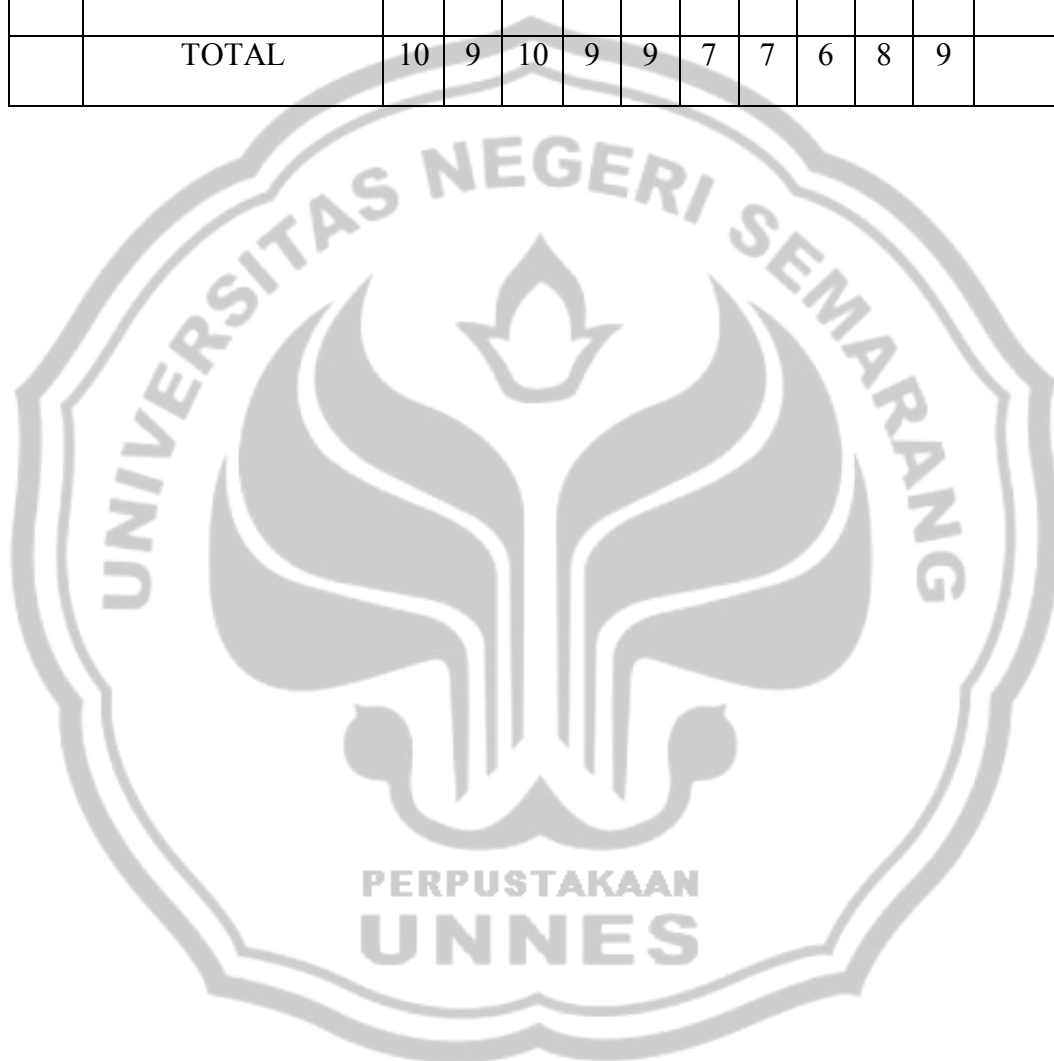 TOTAL 10 9 10 9 9 7 7 6 8 9
UNIVERSITAS NEGERI SEMARANG
PERPUSTAKAAN
UNNES